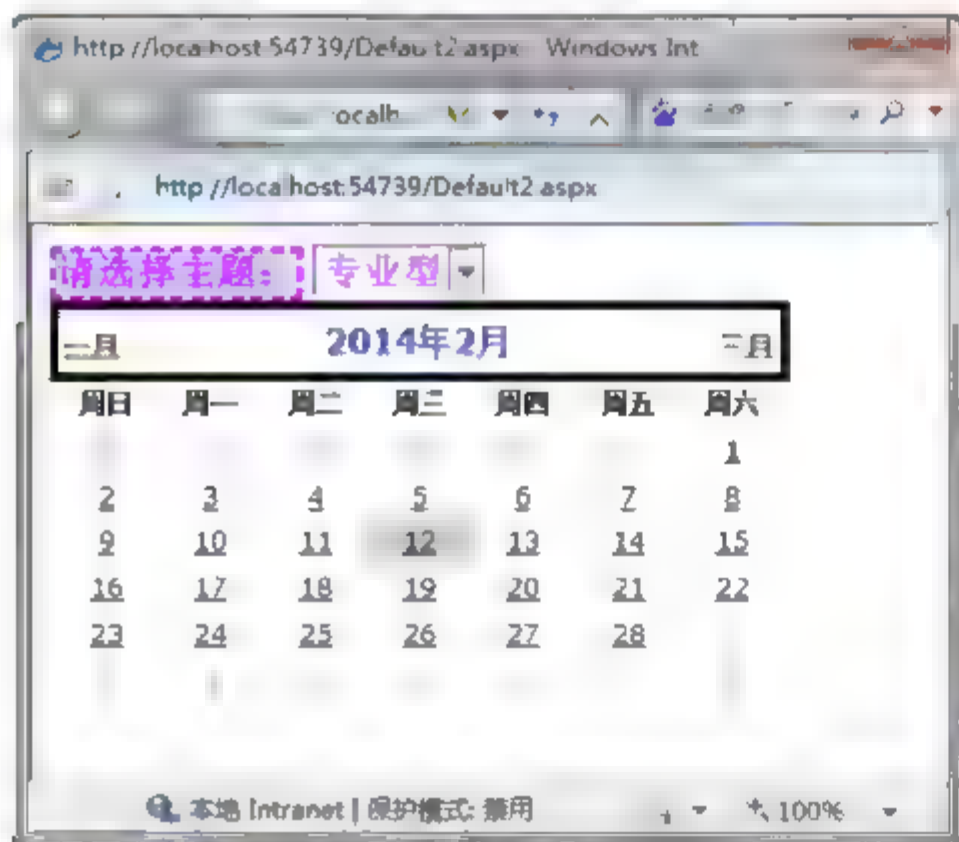 http://localhost:54739/Default2.aspx Windows Int
localh
http://localhost:54739/Default2.aspx
请选择主题: 专业型
一月 2014年2月 三月
周日 周一 周二 周三 周四 周五 周六
1
2 3 4 5 6 7 8
9 10 11 12 13 14 15
16 17 18 19 20 21 22
23 24 25 26 27 28
本地 Intranet | 保护模式: 禁用 100%